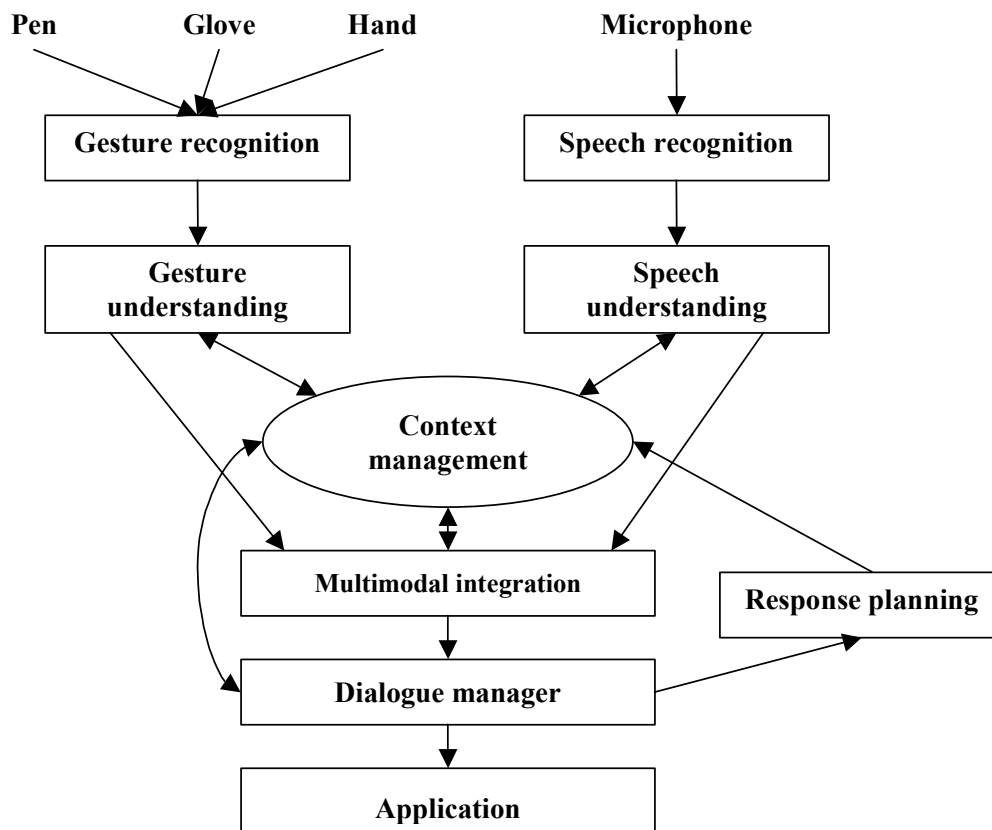 Pen
Glove
Hand
Microphone
Gesture recognition
Speech recognition
Gesture
understanding
Speech
understanding
Context
management
Multimodal integration
Response planning
Dialogue manager
Application